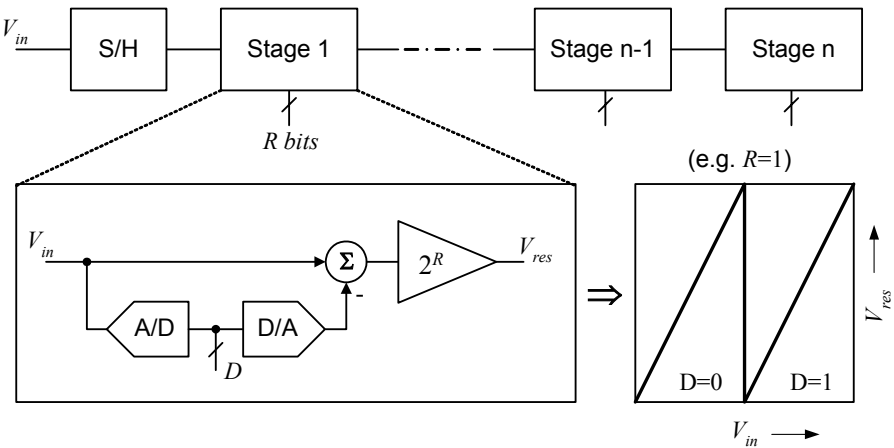 V_in
S/H
Stage 1
Stage n-1
Stage n
R bits
(e.g. R=1)
V_in
Σ
2^R
V_res
-
A/D
D/A
D
⇒
D=0
D=1
V_res
V_in